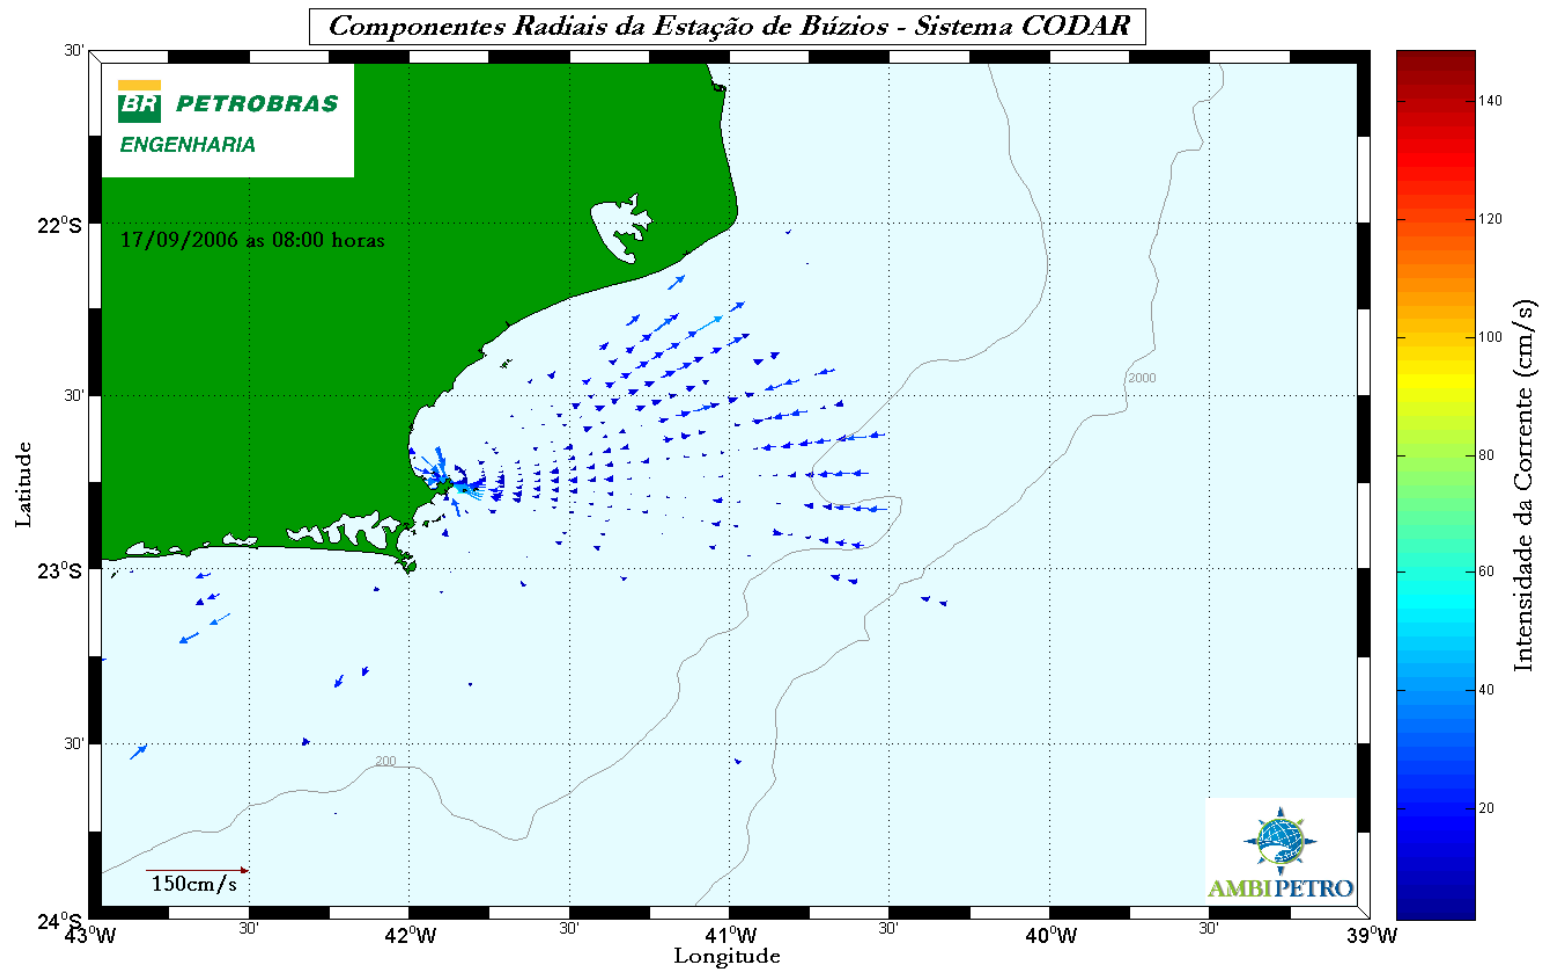 Componentes Radiais da Estação de Búzios - Sistema CODAR
BR PETROBRAS
ENGENHARIA
17/09/2006 as 08:00 horas
30'
22°S
30'
23°S
30'
24°S
Latitude
2000
200
150cm/s
AMBIPETRO
43°W
30'
42°W
30'
41°W
30'
40°W
30'
39°W
Longitude
140
120
100
80
60
40
20
Intensidade da Corrente (cm/s)